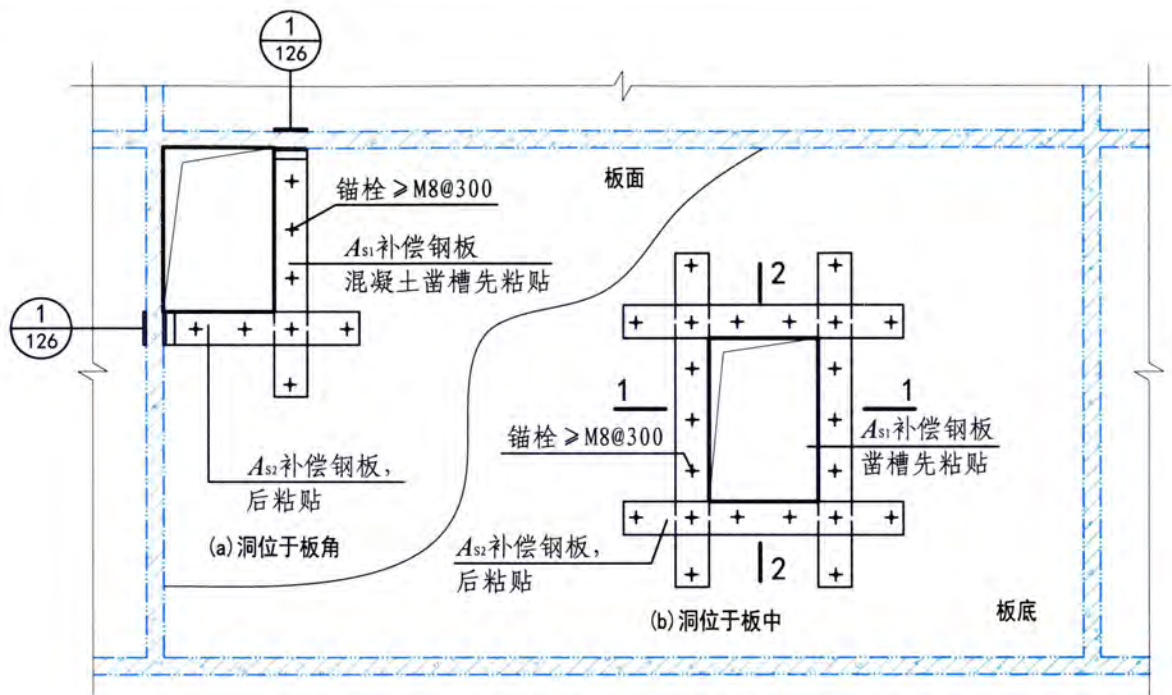 1
126
板面
锚栓≥M8@300
As1补偿钢板
混凝土凿槽先粘贴
1
126
As2补偿钢板，
后粘贴
(a)洞位于板角
2
1
1
锚栓≥M8@300
As1补偿钢板
凿槽先粘贴
As2补偿钢板，
后粘贴
2
(b)洞位于板中
板底